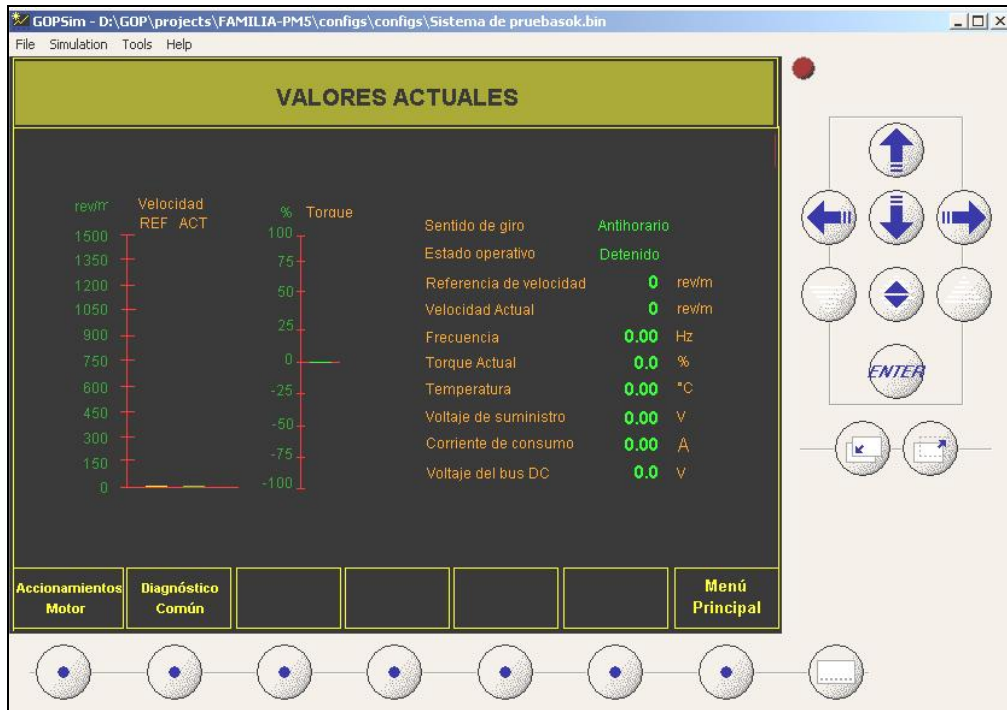 GOPSim - D:\GOP\projects\FAMILIA-PM5\configs\configs\Sistema de pruebasok.bin
File Simulation Tools Help
VALORES ACTUALES
rev/m
Velocidad
REF ACT
1500
1350
1200
1050
900
750
600
450
300
150
0
% Torque
100
75
50
25
0
-25
-50
-75
-100
Sentido de giro Antihorario
Estado operativo Detenido
Referencia de velocidad 0 rev/m
Velocidad Actual 0 rev/m
Frecuencia 0.00 Hz
Torque Actual 0.0 %
Temperatura 0.00 °C
Voltaje de suministro 0.00 V
Corriente de consumo 0.00 A
Voltaje del bus DC 0.0 V
Accionamientos
Motor
Diagnóstico
Común
Menú
Principal
ENTER